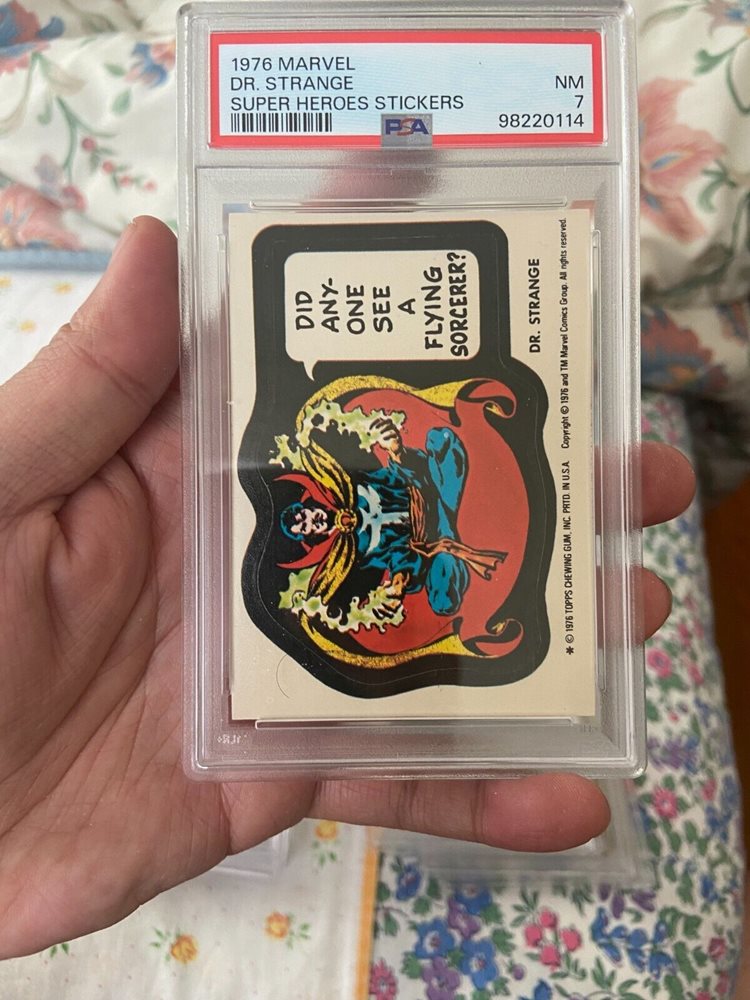 1976 MARVEL
DR. STRANGE NM
SUPER HEROES STICKERS 7
PSA 98220114
DID
ANY-
ONE
SEE
A
FLYING
SORCERER?
DR. STRANGE
* © 1976 TOPPS CHEWING GUM, INC. PRTD. IN U.S.A. Copyright © 1976 and TM Marvel Comics Group. All rights reserved.